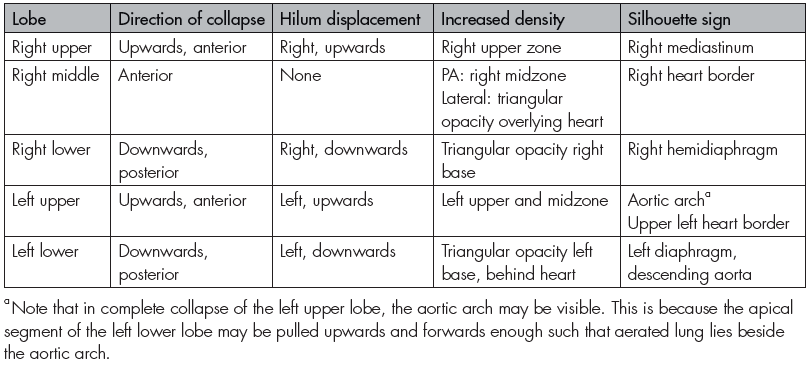 Lobe Direction of collapse Hilum displacement Increased density Silhouette sign
Right upper Upwards, anterior Right, upwards Right upper zone Right mediastinum
Right middle Anterior None PA: right midzone Right heart border
Lateral: triangular
opacity overlying heart
Right lower Downwards, Right, downwards Triangular opacity right Right hemidiaphragm
posterior base
Left upper Upwards, anterior Left, upwards Left upper and midzone Aortic archᵃ
Upper left heart border
Left lower Downwards, Left, downwards Triangular opacity left Left diaphragm,
posterior base, behind heart descending aorta
ᵃNote that in complete collapse of the left upper lobe, the aortic arch may be visible. This is because the apical
segment of the left lower lobe may be pulled upwards and forwards enough such that aerated lung lies beside
the aortic arch.